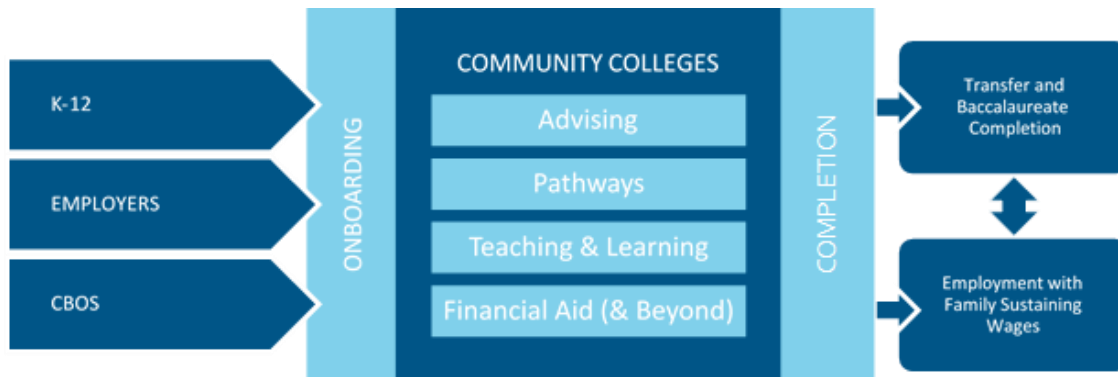 K-12
EMPLOYERS
CBOS
ONBOARDING
COMMUNITY COLLEGES
Advising
Pathways
Teaching & Learning
Financial Aid (& Beyond)
COMPLETION
Transfer and
Baccalaureate
Completion
Employment with
Family Sustaining
Wages